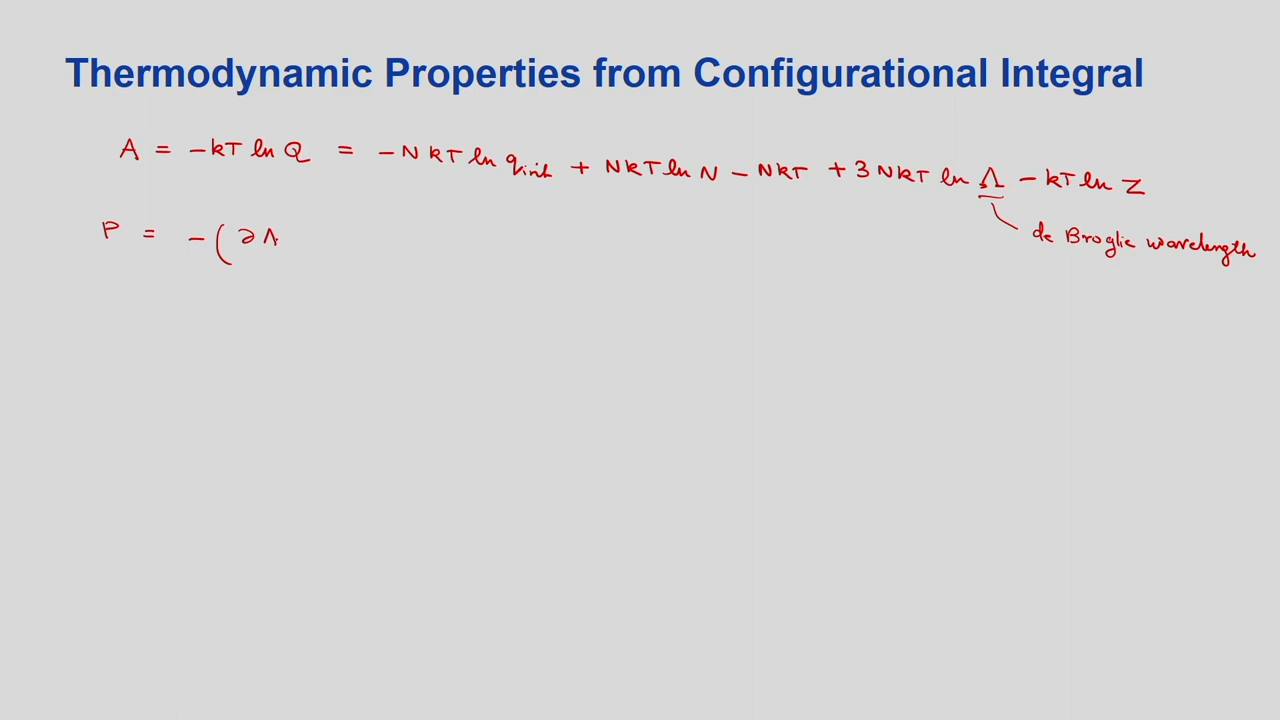 Thermodynamic Properties from Configurational Integral
A = -kT ln Q = -NkT ln q_int + NkT ln N - NkT + 3NkT ln Λ - kT ln Z
de Broglie wavelength
P = -(∂A